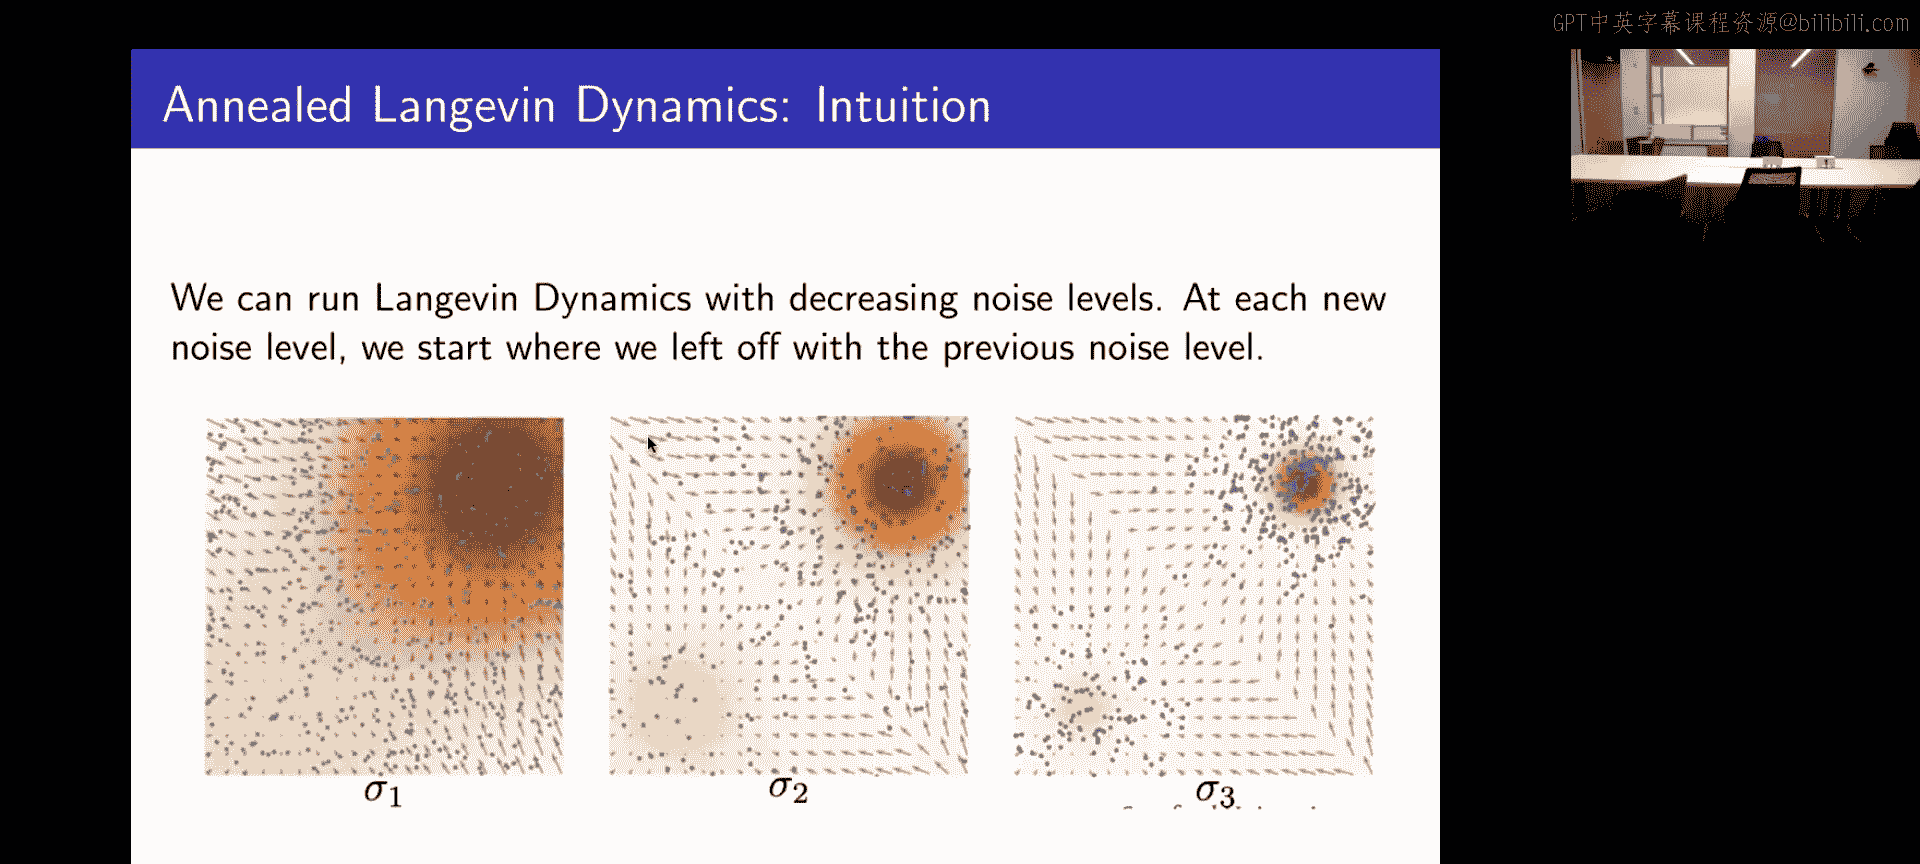 GPT中英字幕课程资源@bilibili.com
Annealed Langevin Dynamics: Intuition
We can run Langevin Dynamics with decreasing noise levels. At each new
noise level, we start where we left off with the previous noise level.
σ₁ σ₂ σ₃